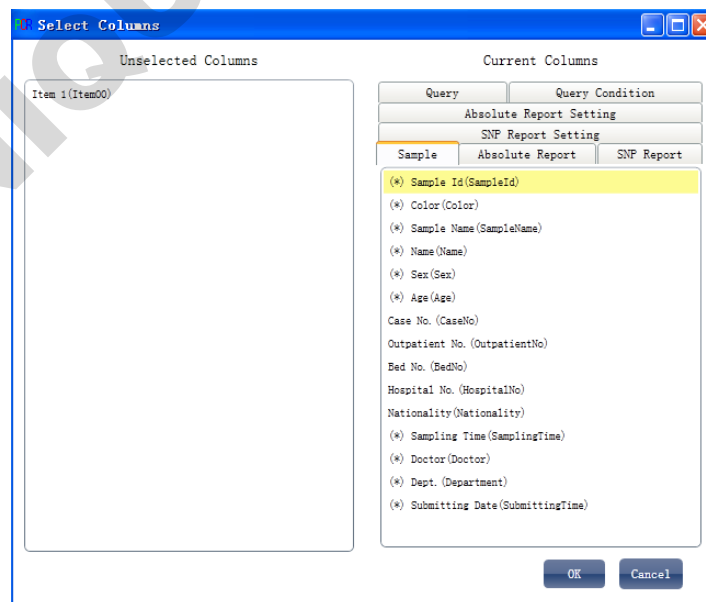 Select Columns
Unselected Columns
Current Columns
Item 1(Item00)
Query
Query Condition
Absolute Report Setting
SNP Report Setting
Sample
Absolute Report
SNP Report
(*) Sample Id(SampleId)
(*) Color(Color)
(*) Sample Name(SampleName)
(*) Name(Name)
(*) Sex(Sex)
(*) Age(Age)
Case No.(CaseNo)
Outpatient No.(OutpatientNo)
Bed No.(BedNo)
Hospital No.(HospitalNo)
Nationality(Nationality)
(*) Sampling Time(SamplingTime)
(*) Doctor(Doctor)
(*) Dept.(Department)
(*) Submitting Date(SubmittingTime)
OK
Cancel